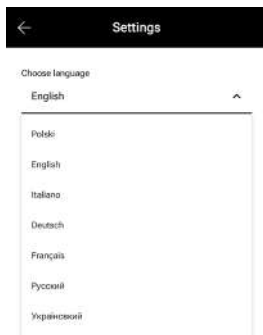 Settings
Choose language
English
Polski
English
Italiano
Deutsch
Français
Русский
Український